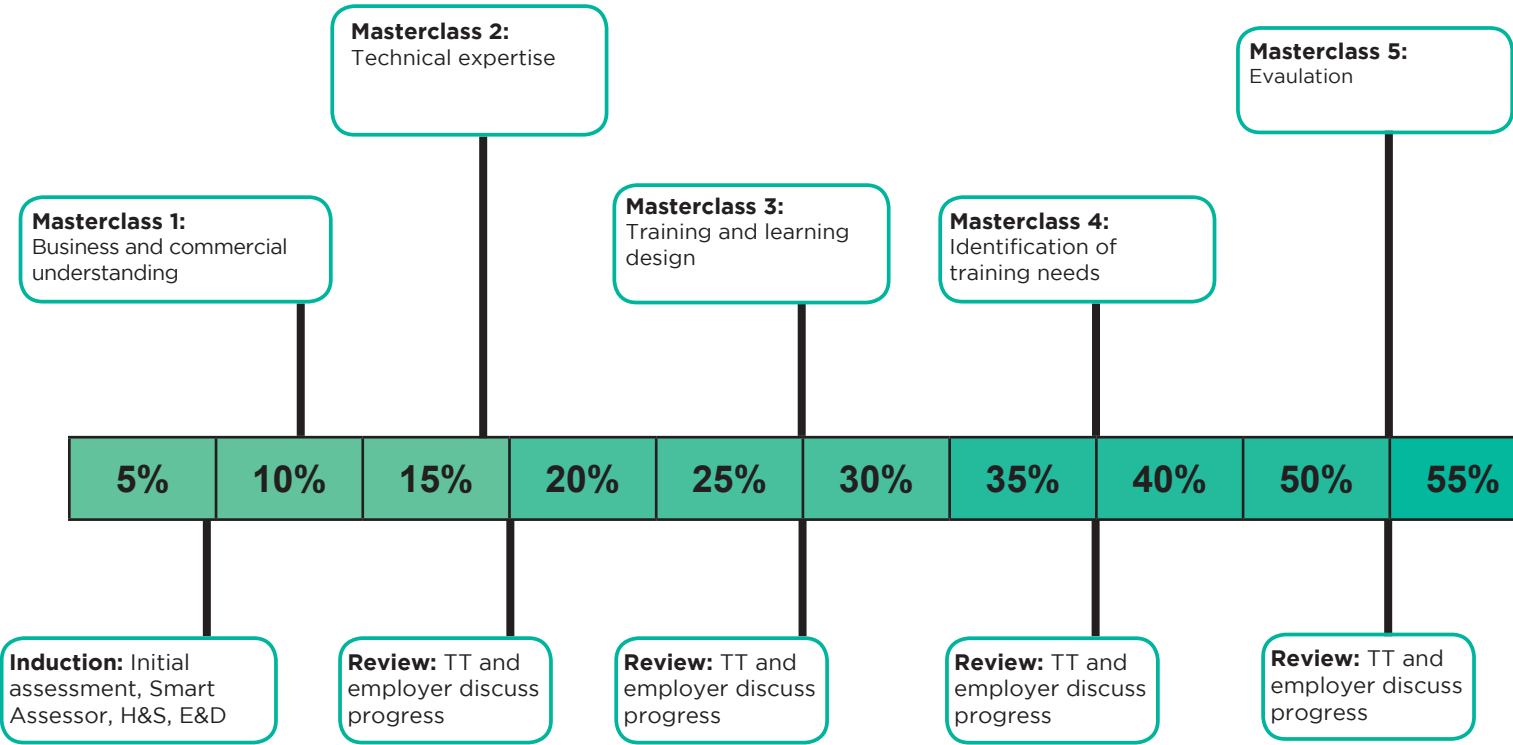 Masterclass 2:
Technical expertise
Masterclass 5:
Evaulation
Masterclass 1:
Business and commercial
understanding
Masterclass 3:
Training and learning
design
Masterclass 4:
Identification of
training needs
5% 10% 15% 20% 25% 30% 35% 40% 50% 55%
Induction: Initial
assessment, Smart
Assessor, H&S, E&D
Review: TT and
employer discuss
progress
Review: TT and
employer discuss
progress
Review: TT and
employer discuss
progress
Review: TT and
employer discuss
progress